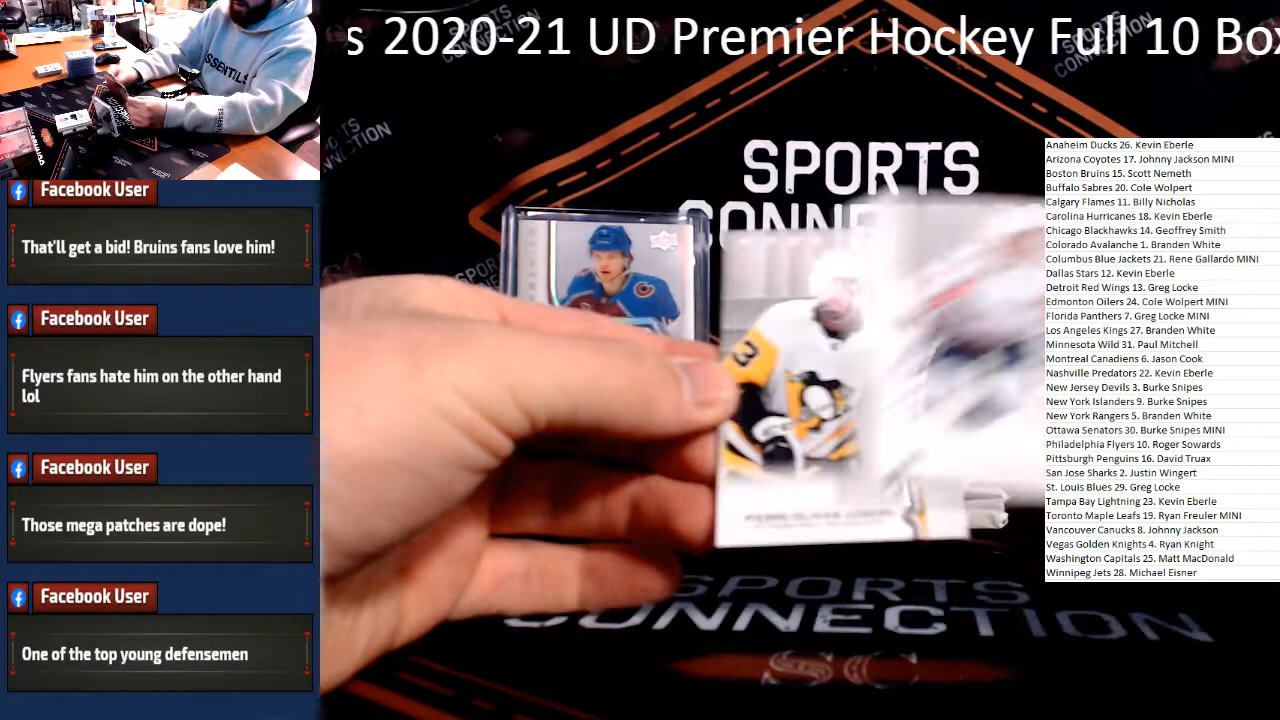 s 2020-21 UD Premier Hockey Full 10 Box
ESSENTIALS
SPORTS
CONNE
SPORTS
CONNECTION
SC
Facebook User
That'll get a bid! Bruins fans love him!
Facebook User
Flyers fans hate him on the other hand
lol
Facebook User
Those mega patches are dope!
Facebook User
One of the top young defensemen
Anaheim Ducks 26. Kevin Eberle
Arizona Coyotes 17. Johnny Jackson MINI
Boston Bruins 15. Scott Nemeth
Buffalo Sabres 20. Cole Wolpert
Calgary Flames 11. Billy Nicholas
Carolina Hurricanes 18. Kevin Eberle
Chicago Blackhawks 14. Geoffrey Smith
Colorado Avalanche 1. Branden White
Columbus Blue Jackets 21. Rene Gallardo MINI
Dallas Stars 12. Kevin Eberle
Detroit Red Wings 13. Greg Locke
Edmonton Oilers 24. Cole Wolpert MINI
Florida Panthers 7. Greg Locke MINI
Los Angeles Kings 27. Branden White
Minnesota Wild 31. Paul Mitchell
Montreal Canadiens 6. Jason Cook
Nashville Predators 22. Kevin Eberle
New Jersey Devils 3. Burke Snipes
New York Islanders 9. Burke Snipes
New York Rangers 5. Branden White
Ottawa Senators 30. Burke Snipes MINI
Philadelphia Flyers 10. Roger Sowards
Pittsburgh Penguins 16. David Truax
San Jose Sharks 2. Justin Wingert
St. Louis Blues 29. Greg Locke
Tampa Bay Lightning 23. Kevin Eberle
Toronto Maple Leafs 19. Ryan Freuler MINI
Vancouver Canucks 8. Johnny Jackson
Vegas Golden Knights 4. Ryan Knight
Washington Capitals 25. Matt MacDonald
Winnipeg Jets 28. Michael Eisner